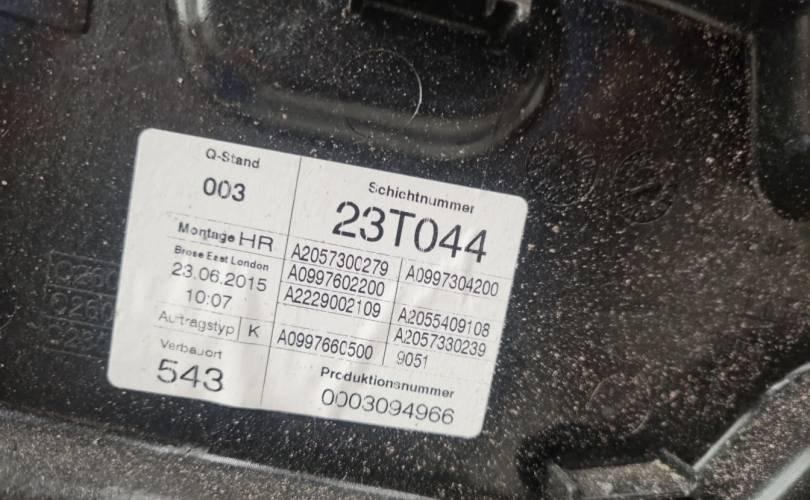 Q-Stand
003
Schichtnummer
23T044
Montage HR
Brose East London
23.06.2015
10:07
Auftragstyp K
Verbauort
543
A2057300279 A0997304200
A0997602200
A2229002109 A2055409108
A2057330239
A0997660500 9051
Produktionsnummer
0003094966